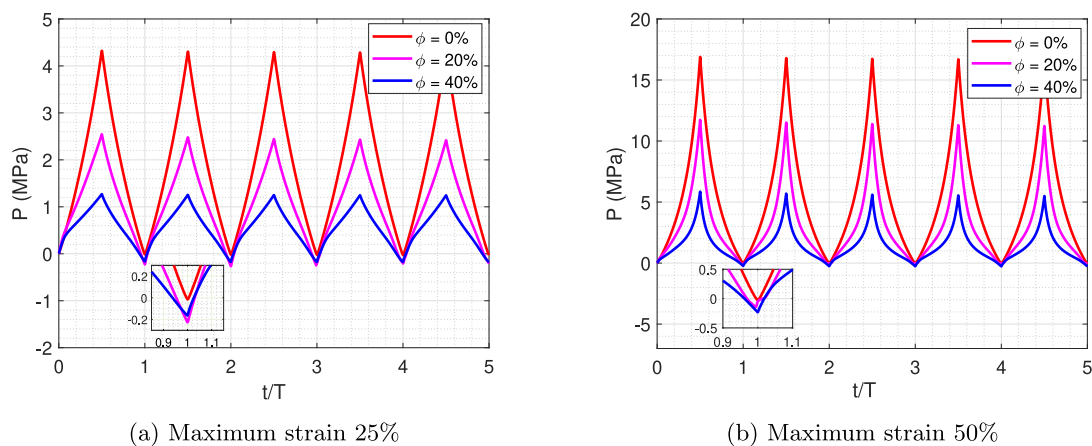 5
4
3
2
1
0
-1
-2
P (MPa)
ϕ = 0%
ϕ = 20%
ϕ = 40%
0.2
0
-0.2
0.9 1 1.1
0 1 2 3 4 5
t/T
(a) Maximum strain 25%
20
15
10
5
0
-5
P (MPa)
ϕ = 0%
ϕ = 20%
ϕ = 40%
0.5
0
-0.5
0.9 1 1.1
0 1 2 3 4 5
t/T
(b) Maximum strain 50%